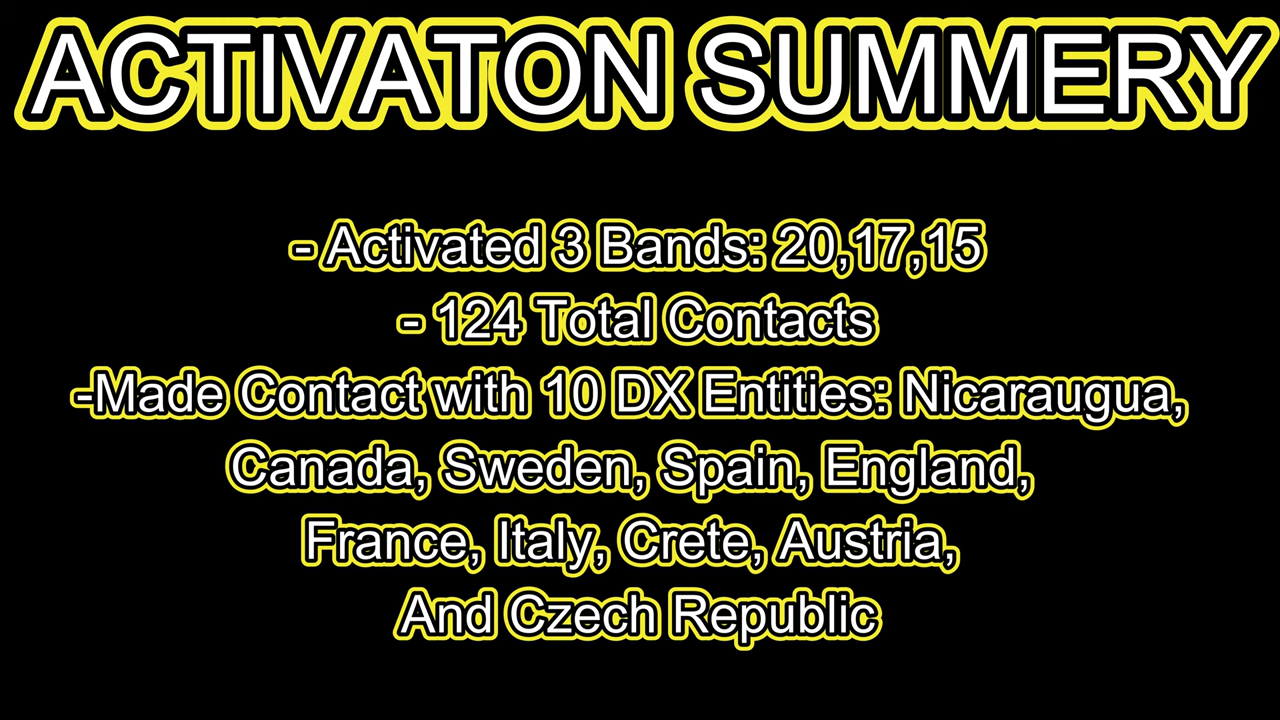 ACTIVATON SUMMERY
- Activated 3 Bands: 20,17,15
- 124 Total Contacts
-Made Contact with 10 DX Entities: Nicaraugua,
Canada, Sweden, Spain, England,
France, Italy, Crete, Austria,
And Czech Republic